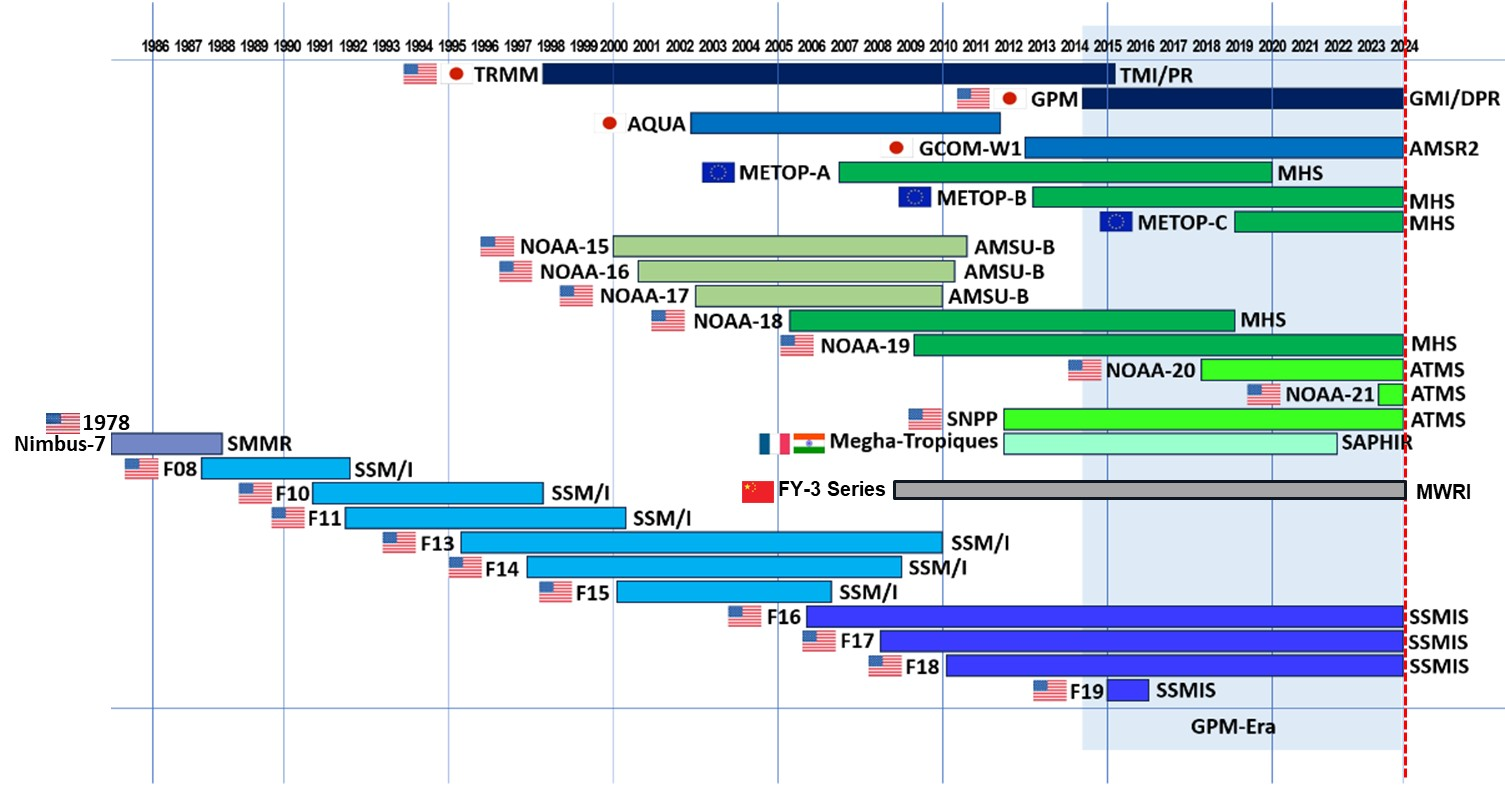 1986 1987 1988 1989 1990 1991 1992 1993 1994 1995 1996 1997 1998 1999 2000 2001 2002 2003 2004 2005 2006 2007 2008 2009 2010 2012 2013 2014 2015 2016 2017 2018 2019 2020 2021 2022 2023 2024
TRMM TMI/PR
GPM GMI/DPR
AQUA
GCOM-W1 AMSR2
METOP-A MHS
METOP-B MHS
METOP-C MHS
NOAA-15 AMSU-B
NOAA-16 AMSU-B
NOAA-17 AMSU-B
NOAA-18 MHS
NOAA-19 MHS
NOAA-20 ATMS
NOAA-21 ATMS
1978 SNPP ATMS
Nimbus-7 SMMR Megha-Tropiques SAPHIR
F08 SSM/I
F10 SSM/I FY-3 Series MWRI
F11 SSM/I
F13 SSM/I
F14 SSM/I
F15 SSM/I
F16 SSMIS
F17 SSMIS
F18 SSMIS
F19 SSMIS
GPM-Era